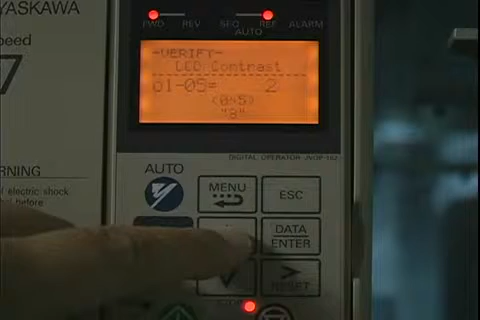 YASKAWA
peed
7
RNING
of electric shock.
before
FWD REV SEQ REF ALARM
AUTO
-VERIFY-
LCD Contrast
o1-05= 2
(0~5)
"3"
DIGITAL OPERATOR JVOP-162
AUTO
MENU
ESC
DATA
ENTER
>
RESET